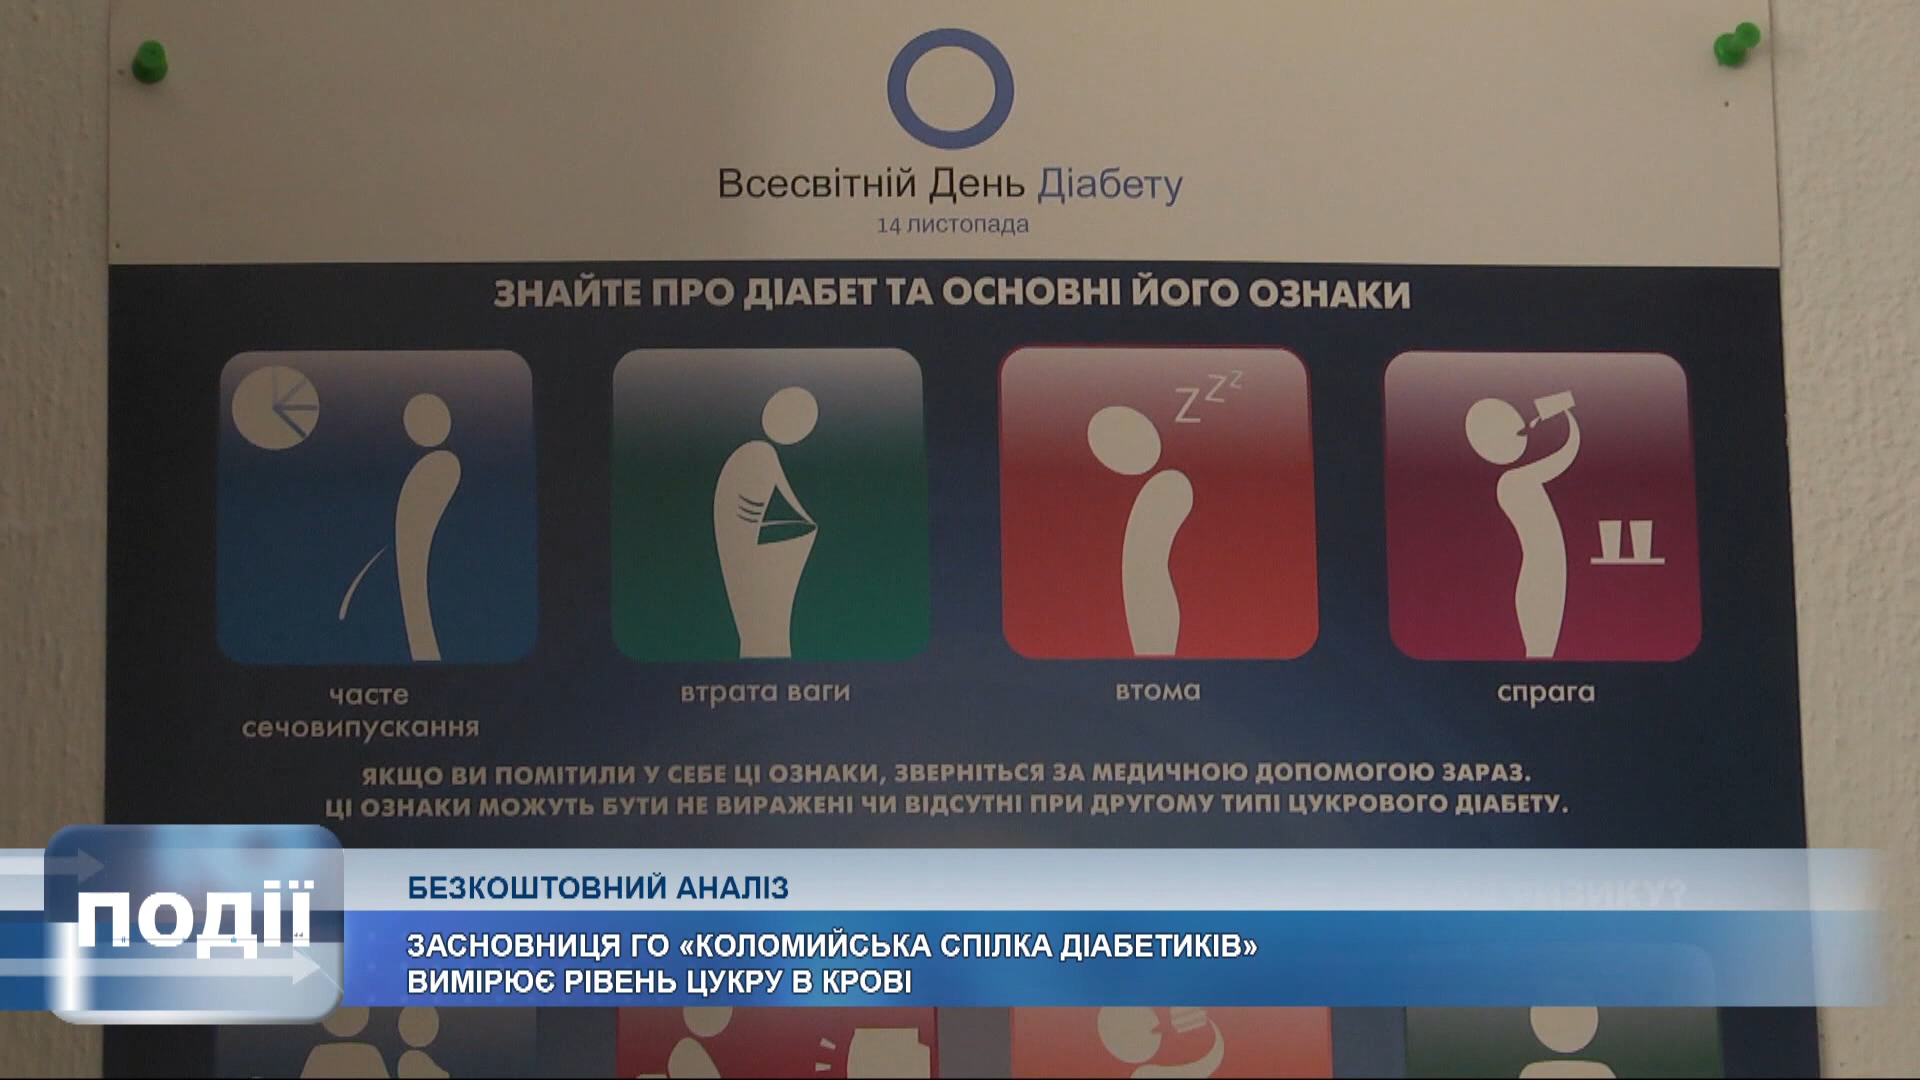 Всесвітній День Діабету
14 листопада
ЗНАЙТЕ ПРО ДІАБЕТ ТА ОСНОВНІ ЙОГО ОЗНАКИ
Z Z Z
часте
сечовипускання
втрата ваги
втома
спрага
ЯКЩО ВИ ПОМІТИЛИ У СЕБЕ ЦІ ОЗНАКИ, ЗВЕРНІТЬСЯ ЗА МЕДИЧНОЮ ДОПОМОГОЮ ЗАРАЗ.
ЦІ ОЗНАКИ МОЖУТЬ БУТИ НЕ ВИРАЖЕНІ ЧИ ВІДСУТНІ ПРИ ДРУГОМУ ТИПІ ЦУКРОВОГО ДІАБЕТУ.
події
БЕЗКОШТОВНИЙ АНАЛІЗ
ЗАСНОВНИЦЯ ГО «КОЛОМИЙСЬКА СПІЛКА ДІАБЕТИКІВ»
ВИМІРЮЄ РІВЕНЬ ЦУКРУ В КРОВІ